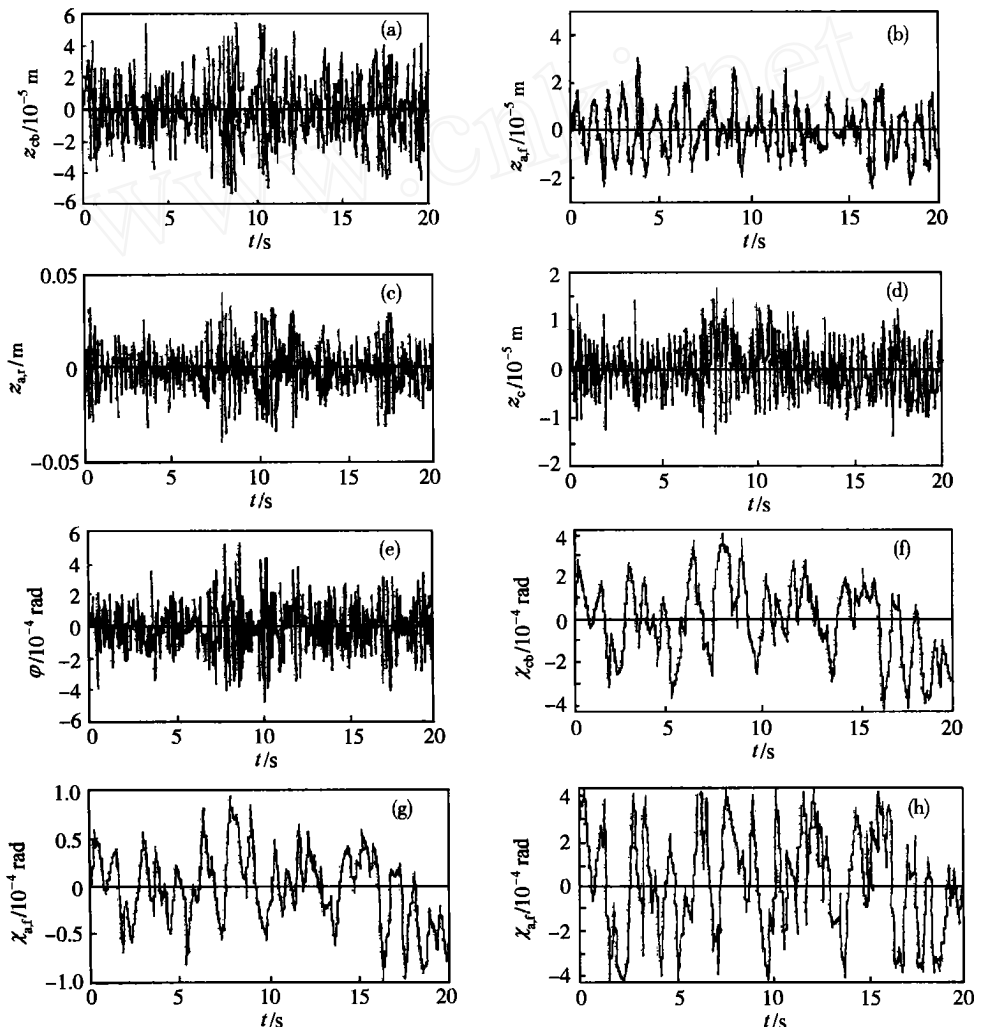 (a)
z_cb/10⁻⁵ m
6
4
2
0
−2
−4
−6
0 5 10 15 20
t/s
(b)
z_a,f/10⁻⁵ m
4
2
0
−2
0 5 10 15 20
t/s
(c)
z_a,r/m
0.05
0
−0.05
0 5 10 15 20
t/s
(d)
z_c/10⁻⁵ m
2
1
0
−1
−2
0 5 10 15 20
t/s
(e)
φ/10⁻⁴ rad
6
4
2
0
−2
−4
−6
0 5 10 15 20
t/s
(f)
χ_cb/10⁻⁴ rad
4
2
0
−2
−4
0 5 10 15 20
t/s
(g)
χ_a,f/10⁻⁴ rad
1.0
0.5
0
−0.5
−1.0
0 5 10 15 20
t/s
(h)
χ_a,f/10⁻⁴ rad
4
2
0
−2
−4
0 5 10 15 20
t/s
www.cnki.net